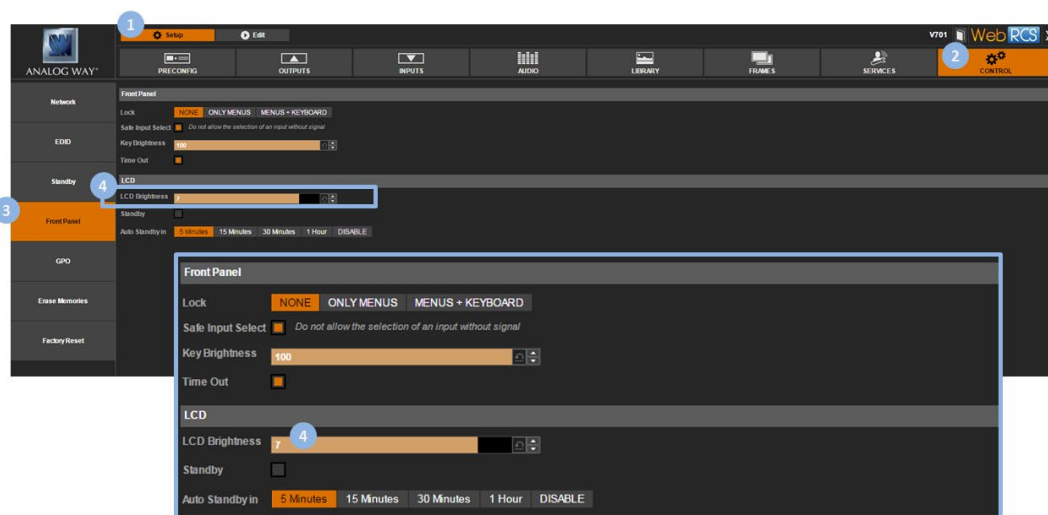 1
Setup
Edit
V701
Web RCS
ANALOG WAY®
PRECONFIG
OUTPUTS
INPUTS
AUDIO
LIBRARY
FRAMES
SERVICES
2
CONTROL
Network
EDID
Standby
3
Front Panel
GPO
Erase Memories
Factory Reset
Front Panel
Lock NONE ONLY MENUS MENUS + KEYBOARD
Safe Input Select Do not allow the selection of an input without signal
Key Brightness 100
Time Out
LCD
4
LCD Brightness 7
Standby
Auto Standby in 5 Minutes 15 Minutes 30 Minutes 1 Hour DISABLE
Front Panel
Lock NONE ONLY MENUS MENUS + KEYBOARD
Safe Input Select Do not allow the selection of an input without signal
Key Brightness 100
Time Out
LCD
LCD Brightness 7 4
Standby
Auto Standby in 5 Minutes 15 Minutes 30 Minutes 1 Hour DISABLE